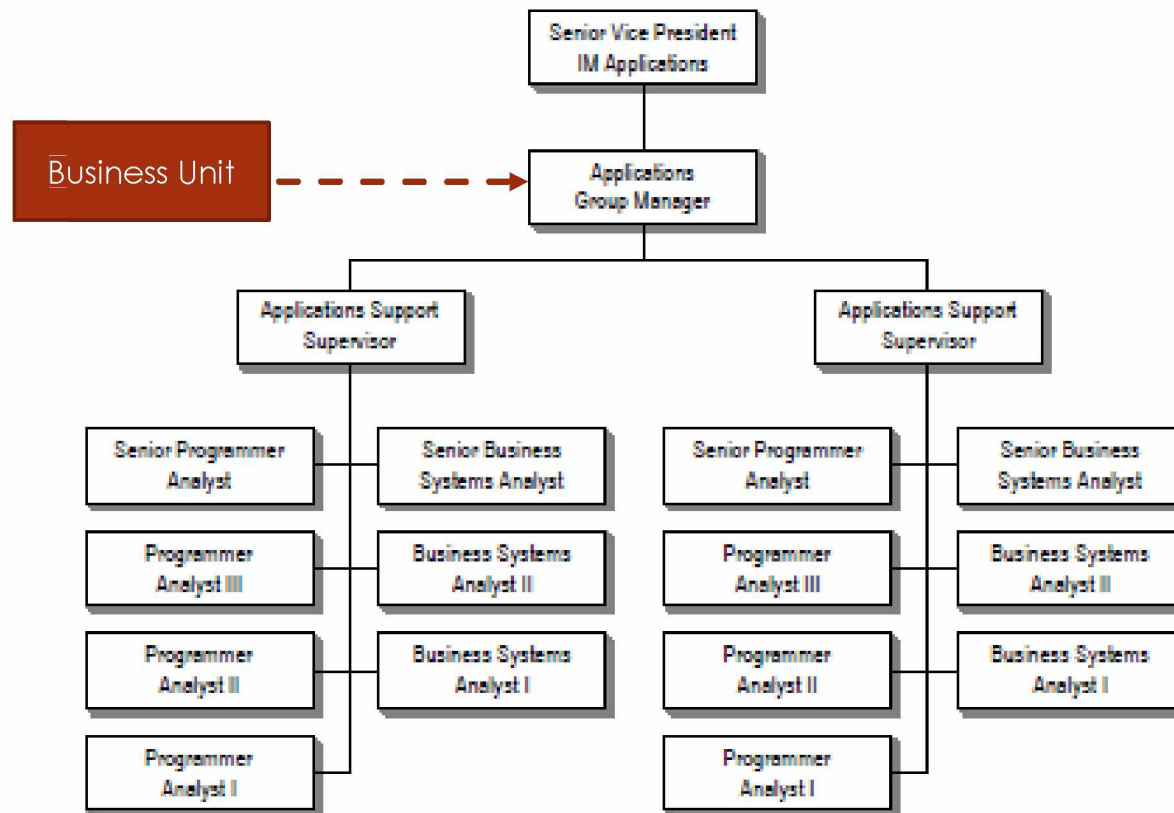 Senior Vice President
IM Applications
Business Unit
Applications
Group Manager
Applications Support
Supervisor
Applications Support
Supervisor
Senior Programmer
Analyst
Senior Business
Systems Analyst
Senior Programmer
Analyst
Senior Business
Systems Analyst
Programmer
Analyst III
Business Systems
Analyst II
Programmer
Analyst III
Business Systems
Analyst II
Programmer
Analyst II
Business Systems
Analyst I
Programmer
Analyst II
Business Systems
Analyst I
Programmer
Analyst I
Programmer
Analyst I